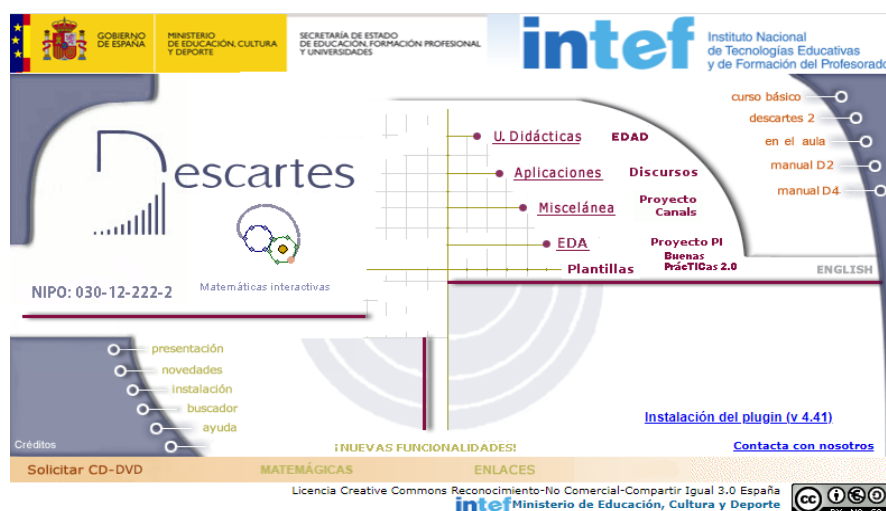 GOBIERNO
DE ESPAÑA
MINISTERIO
DE EDUCACIÓN, CULTURA
Y DEPORTE
SECRETARÍA DE ESTADO
DE EDUCACIÓN, FORMACIÓN PROFESIONAL
Y UNIVERSIDADES
intef
Instituto Nacional
de Tecnologías Educativas
y de Formación del Profesorado
curso básico
descartes 2
en el aula
manual D2
manual D4
Descartes
U. Didácticas EDAD
Aplicaciones Discursos
Miscelánea Proyecto
Canals
EDA Proyecto PI
Buenas
PrácTICas 2.0
Plantillas
ENGLISH
NIPO: 030-12-222-2
Matemáticas interactivas
presentación
novedades
instalación
buscador
ayuda
Créditos
¡NUEVAS FUNCIONALIDADES!
Instalación del plugin (v 4.41)
Contacta con nosotros
Solicitar CD-DVD MATEMÁGICAS ENLACES
Licencia Creative Commons Reconocimiento-No Comercial-Compartir Igual 3.0 España
intef Ministerio de Educación, Cultura y Deporte
cc